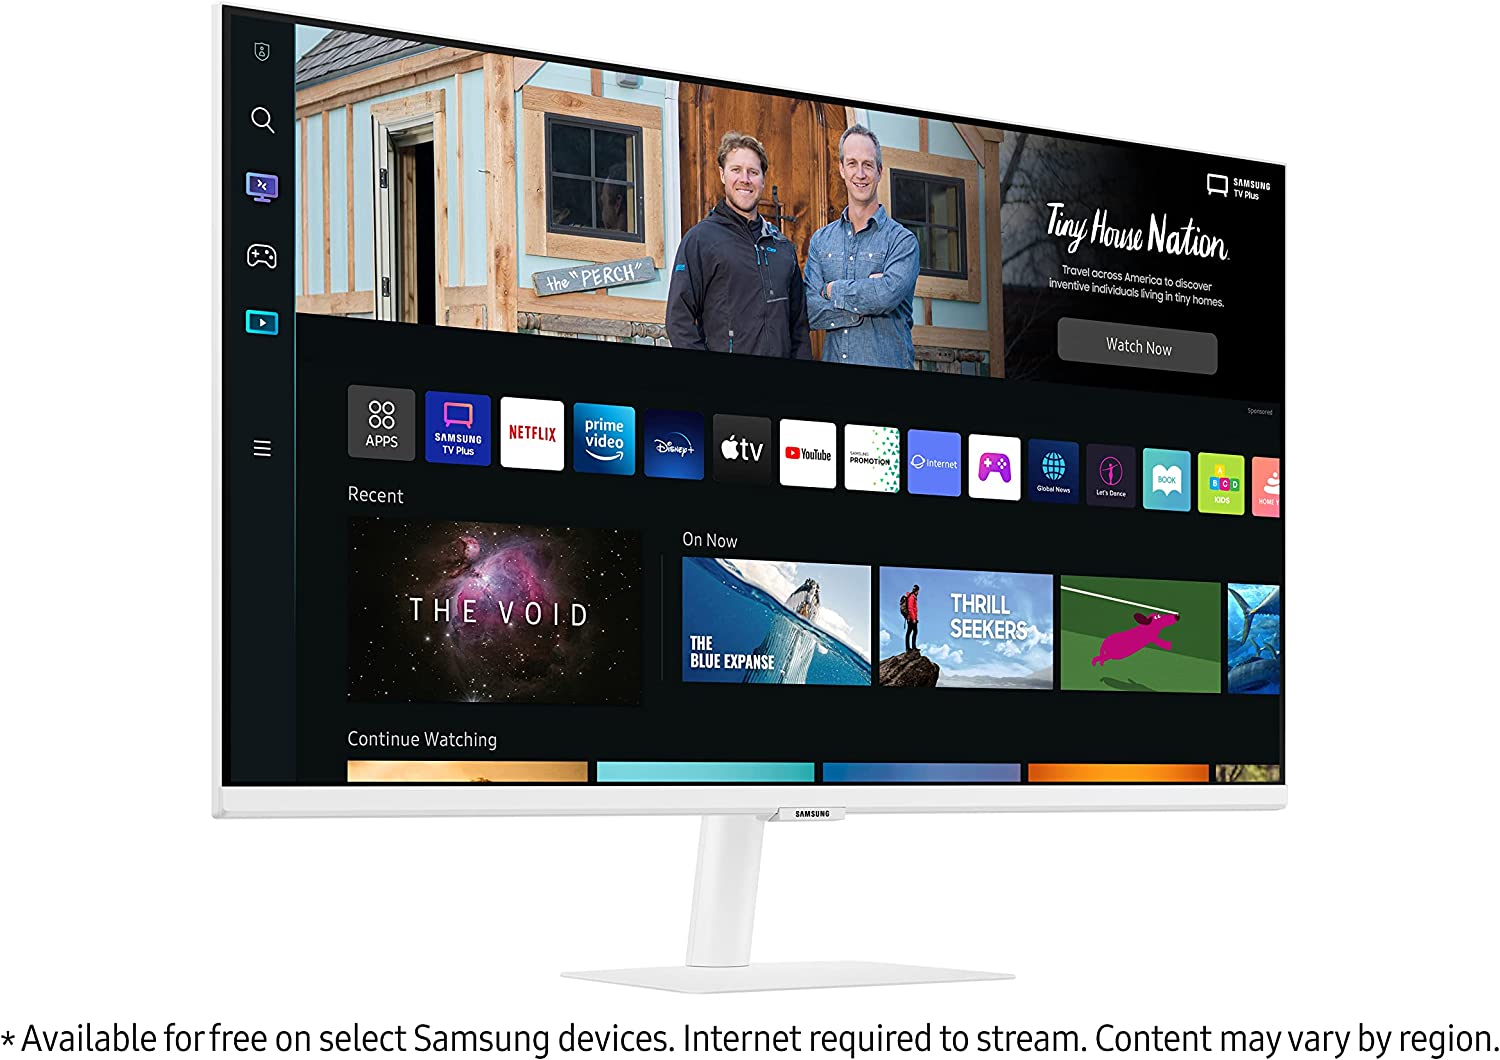 SAMSUNG
TV Plus
Tiny House Nation
Travel across America to discover
inventive individuals living in tiny homes.
Watch Now
the "PERCH"
Sponsored
APPS
SAMSUNG
TV Plus
NETFLIX
prime
video
Disney+
tv
YouTube
SAMSUNG
PROMOTION
Internet
Global News
Let's Dance
BOOK
A
B C D
KIDS
HOME Y
Recent
THE VOID
On Now
THE
BLUE EXPANSE
THRILL
SEEKERS
Continue Watching
SAMSUNG
* Available for free on select Samsung devices. Internet required to stream. Content may vary by region.